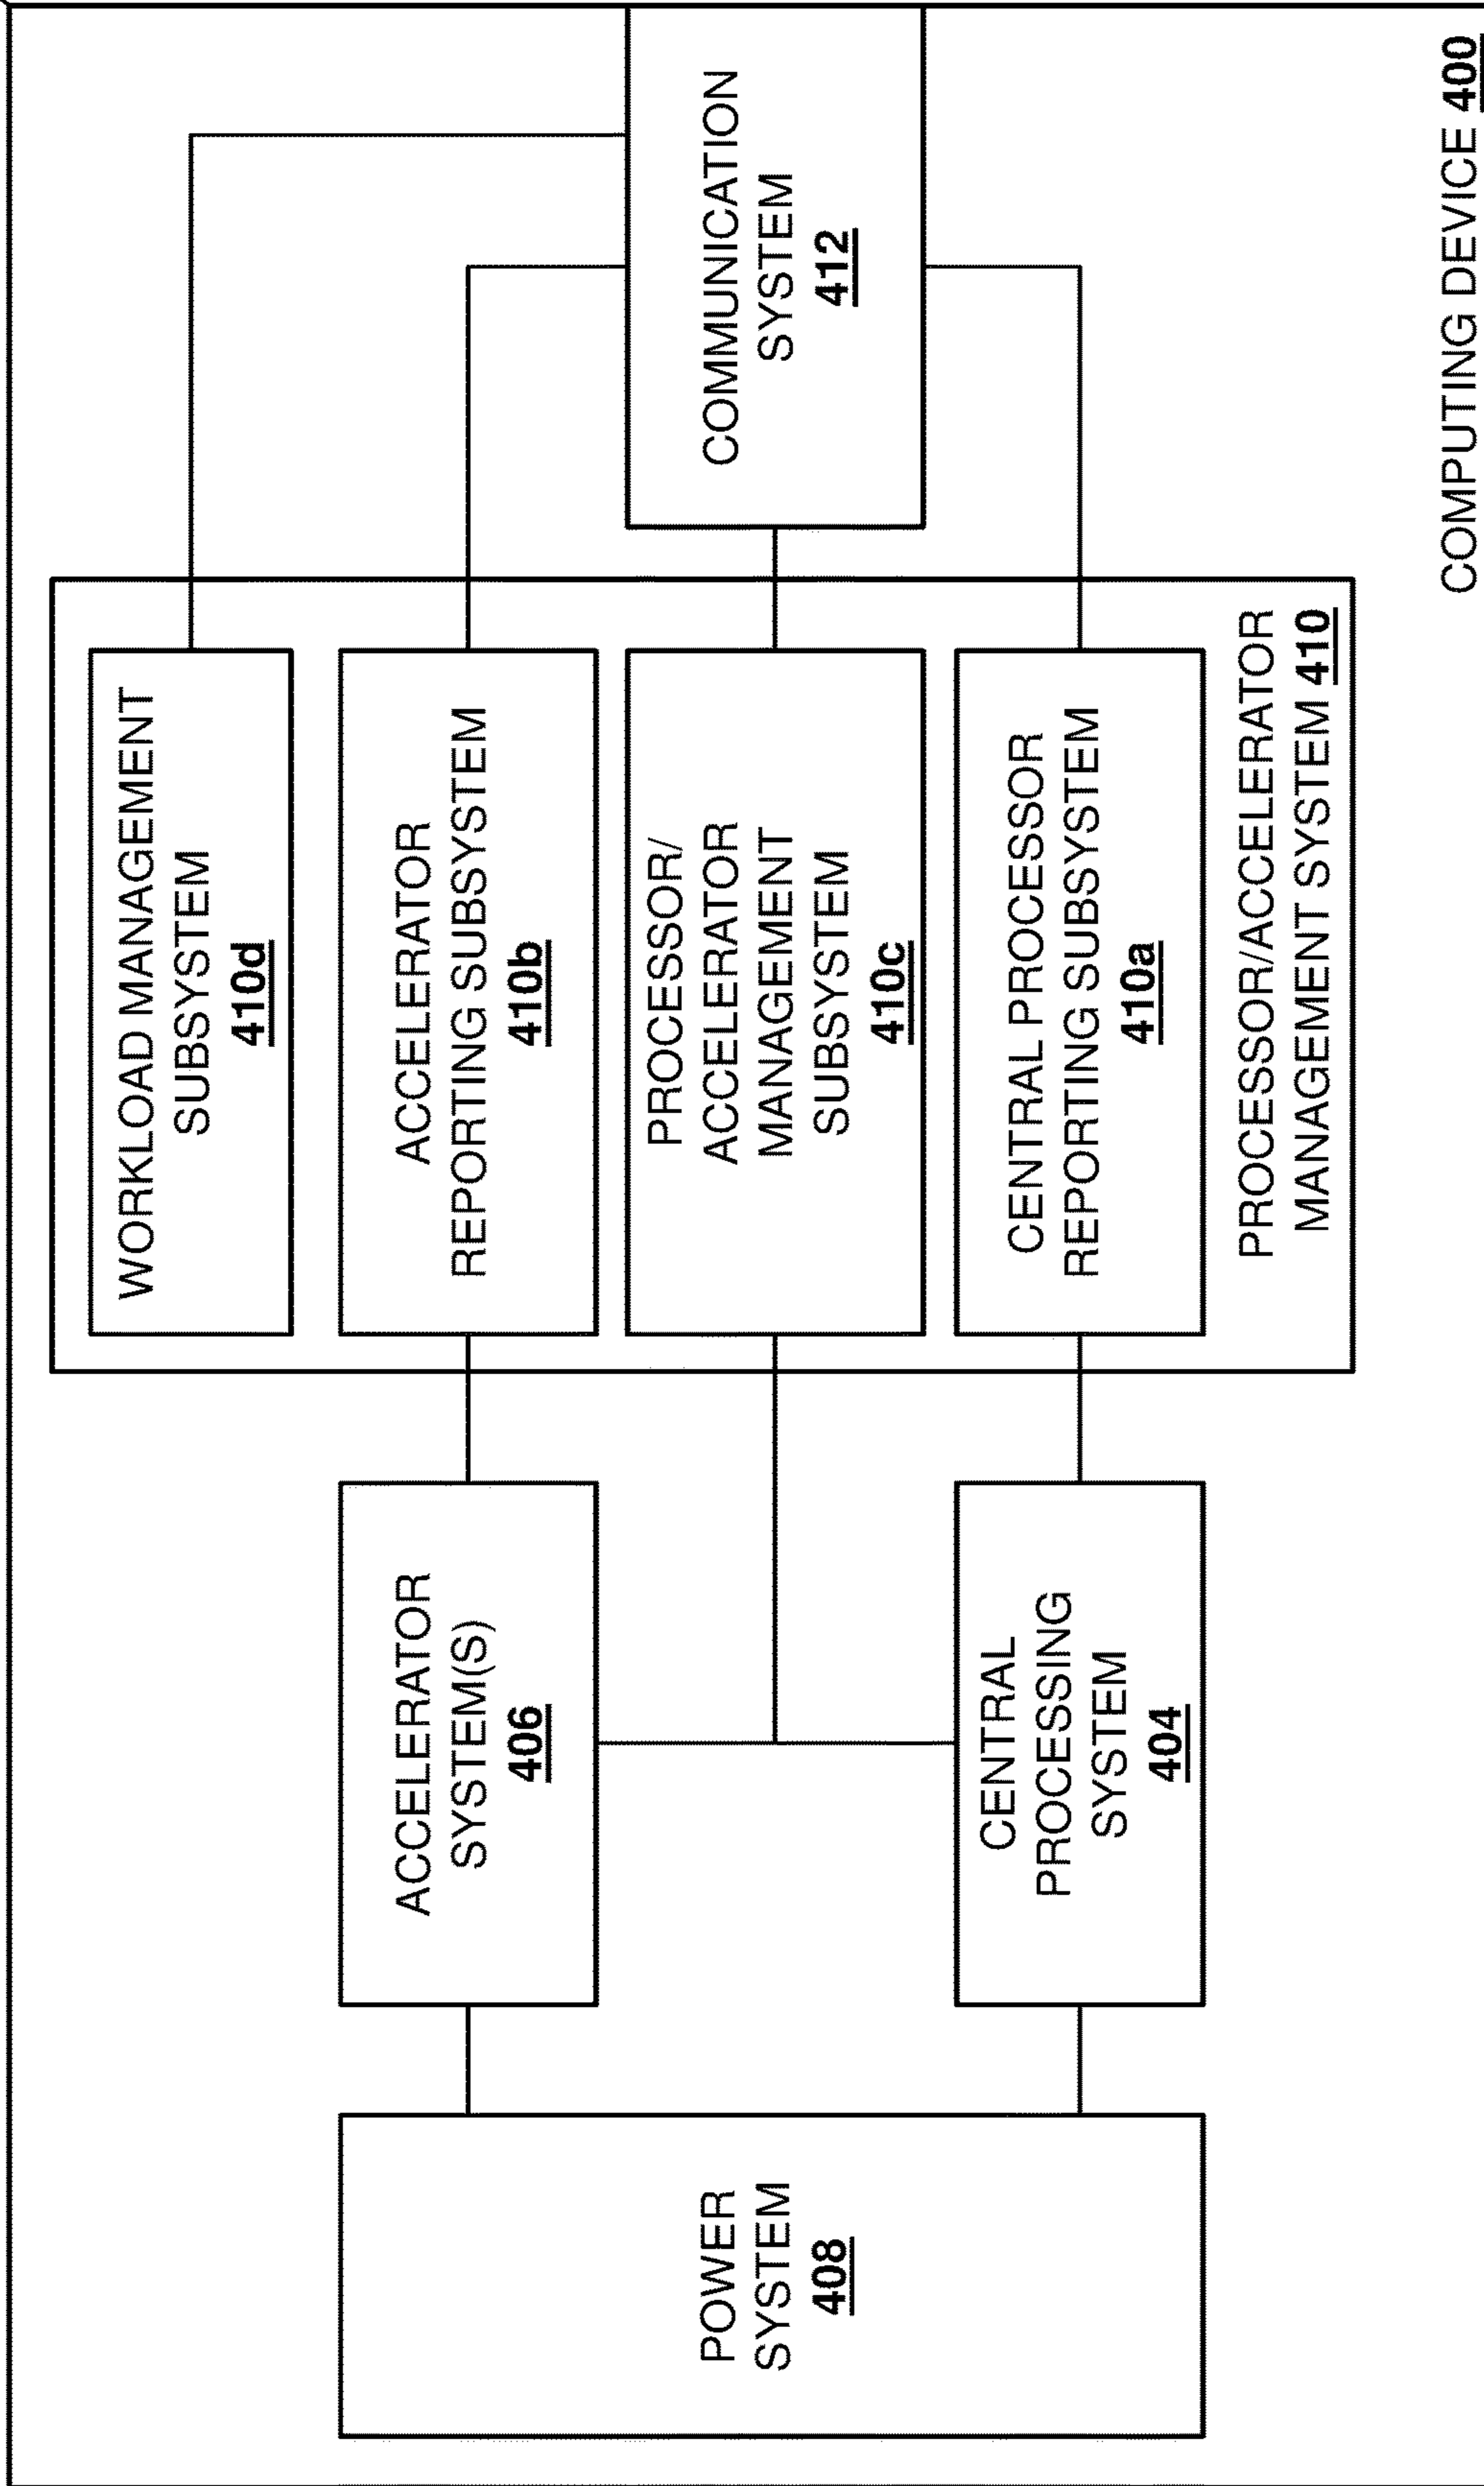 POWER
SYSTEM
408
ACCELERATOR
SYSTEM(S)
406
CENTRAL
PROCESSING
SYSTEM
404
WORKLOAD MANAGEMENT
SUBSYSTEM
410d
ACCELERATOR
REPORTING SUBSYSTEM
410b
PROCESSOR/
ACCELERATOR
MANAGEMENT
SUBSYSTEM
410c
CENTRAL PROCESSOR
REPORTING SUBSYSTEM
410a
PROCESSOR/ACCELERATOR
MANAGEMENT SYSTEM 410
COMMUNICATION
SYSTEM
412
COMPUTING DEVICE 400